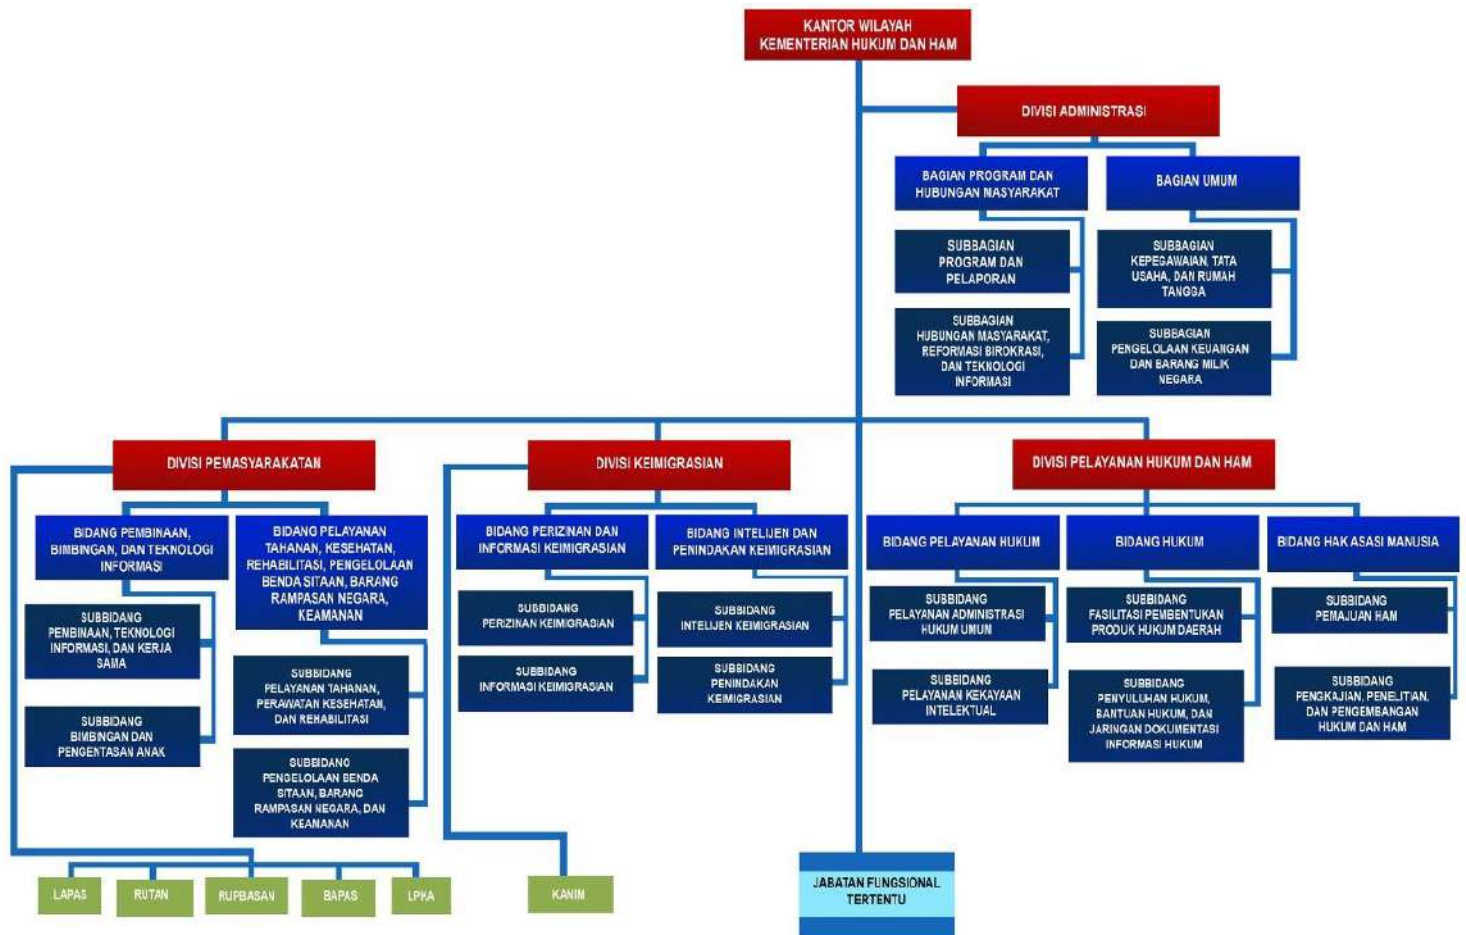 KANTOR WILAYAH
KEMENTERIAN HUKUM DAN HAM
DIVISI ADMINISTRASI
BAGIAN PROGRAM DAN
HUBUNGAN MASYARAKAT
BAGIAN UMUM
SUBBAGIAN
PROGRAM DAN
PELAPORAN
SUBBAGIAN
KEPEGAWAIAN, TATA
USAHA, DAN RUMAH
TANGGA
SUBBAGIAN
HUBUNGAN MASYARAKAT,
REFORMASI BIROKRASI,
DAN TEKNOLOGI
INFORMASI
SUBBAGIAN
PENGELOLAAN KEUANGAN
DAN BARANG MILIK
NEGARA
DIVISI PEMASYARAKATAN
DIVISI KEIMIGRASIAN
DIVISI PELAYANAN HUKUM DAN HAM
BIDANG PEMBINAAN,
BIMBINGAN, DAN TEKNOLOGI
INFORMASI
BIDANG PELAYANAN
TAHANAN, KESEHATAN,
REHABILITASI, PENGELOLAAN
BENDA SITAAN, BARANG
RAMPASAN NEGARA,
KEAMANAN
BIDANG PERIZINAN DAN
INFORMASI KEIMIGRASIAN
BIDANG INTELIJEN DAN
PENINDAKAN KEIMIGRASIAN
BIDANG PELAYANAN HUKUM
BIDANG HUKUM
BIDANG HAK ASASI MANUSIA
SUBBIDANG
PEMBINAAN, TEKNOLOGI
INFORMASI, DAN KERJA
SAMA
SUBBIDANG
BIMBINGAN DAN
PENGENTASAN ANAK
SUBBIDANG
PELAYANAN TAHANAN,
PERAWATAN KESEHATAN,
DAN REHABILITASI
SUBBIDANG
PENGELOLAAN BENDA
SITAAN, BARANG
RAMPASAN NEGARA, DAN
KEAMANAN
SUBBIDANG
PERIZINAN KEIMIGRASIAN
SUBBIDANG
INFORMASI KEIMIGRASIAN
SUBBIDANG
INTELIJEN KEIMIGRASIAN
SUBBIDANG
PENINDAKAN
KEIMIGRASIAN
SUBBIDANG
PELAYANAN ADMINISTRASI
HUKUM UMUM
SUBBIDANG
PELAYANAN KEKAYAAN
INTELEKTUAL
SUBBIDANG
FASILITASI PEMBENTUKAN
PRODUK HUKUM DAERAH
SUBBIDANG
PENYULUHAN HUKUM,
BANTUAN HUKUM, DAN
JARINGAN DOKUMENTASI
INFORMASI HUKUM
SUBBIDANG
PEMAJUAN HAM
SUBBIDANG
PENGKAJIAN, PENELITIAN,
DAN PENGEMBANGAN
HUKUM DAN HAM
LAPAS
RUTAN
RUPBASAN
BAPAS
LPKA
KANIM
JABATAN FUNGSIONAL
TERTENTU